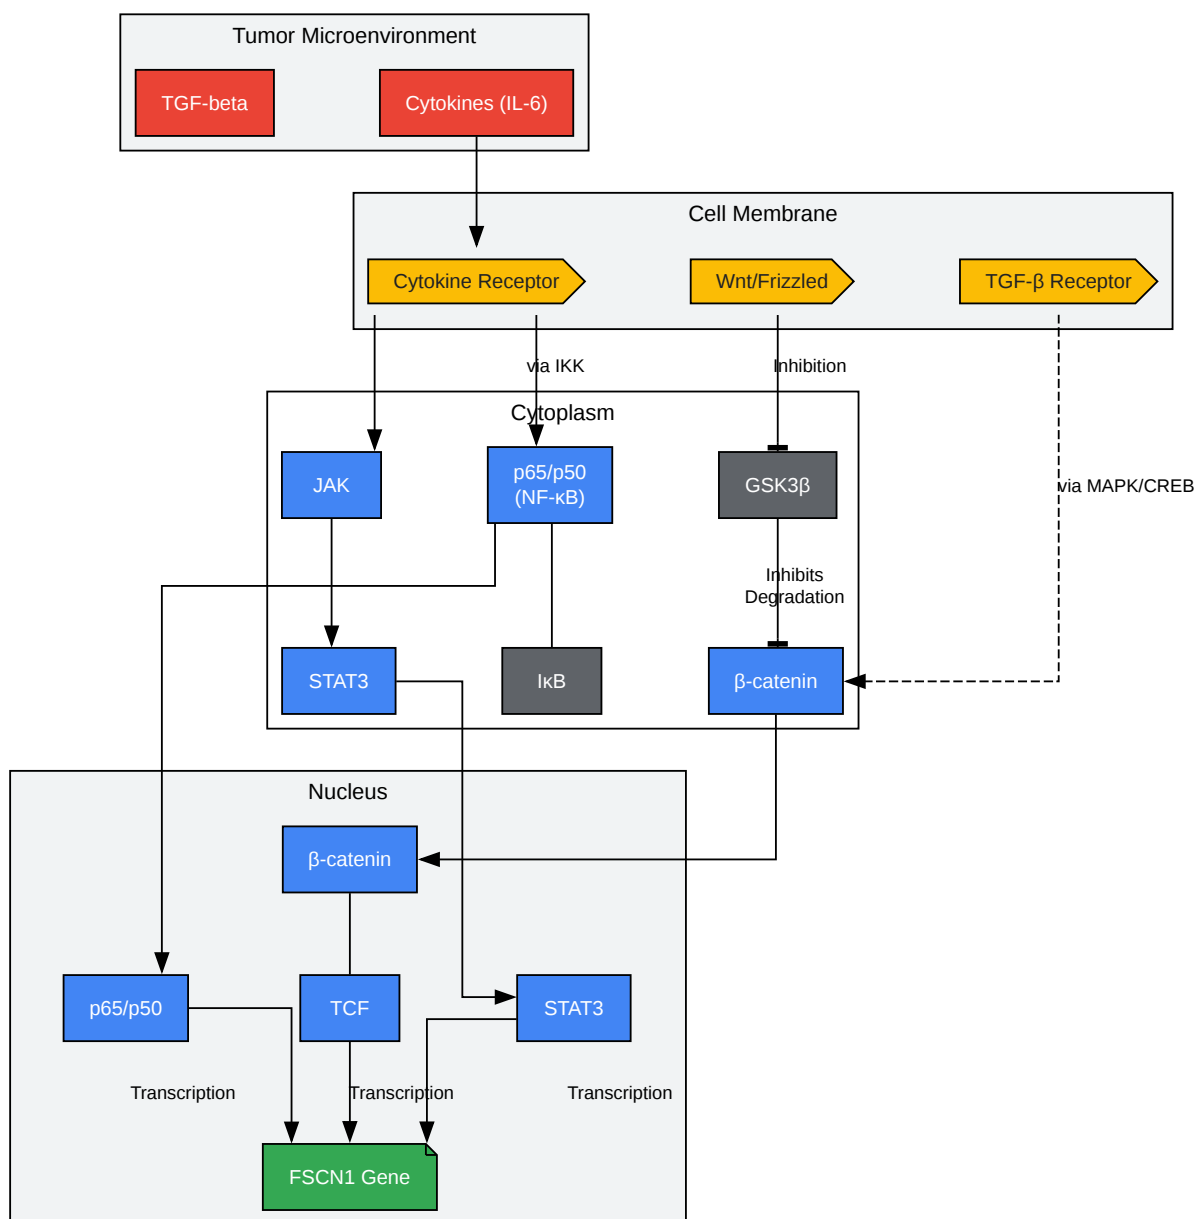 Tumor Microenvironment
TGF-beta
Cytokines (IL-6)
Cell Membrane
Cytokine Receptor
Wnt/Frizzled
TGF-β Receptor
via IKK
Inhibition
Cytoplasm
JAK
p65/p50
(NF-κB)
GSK3β
via MAPK/CREB
Inhibits
Degradation
STAT3
IκB
β-catenin
Nucleus
β-catenin
p65/p50
TCF
STAT3
Transcription
Transcription
Transcription
FSCN1 Gene